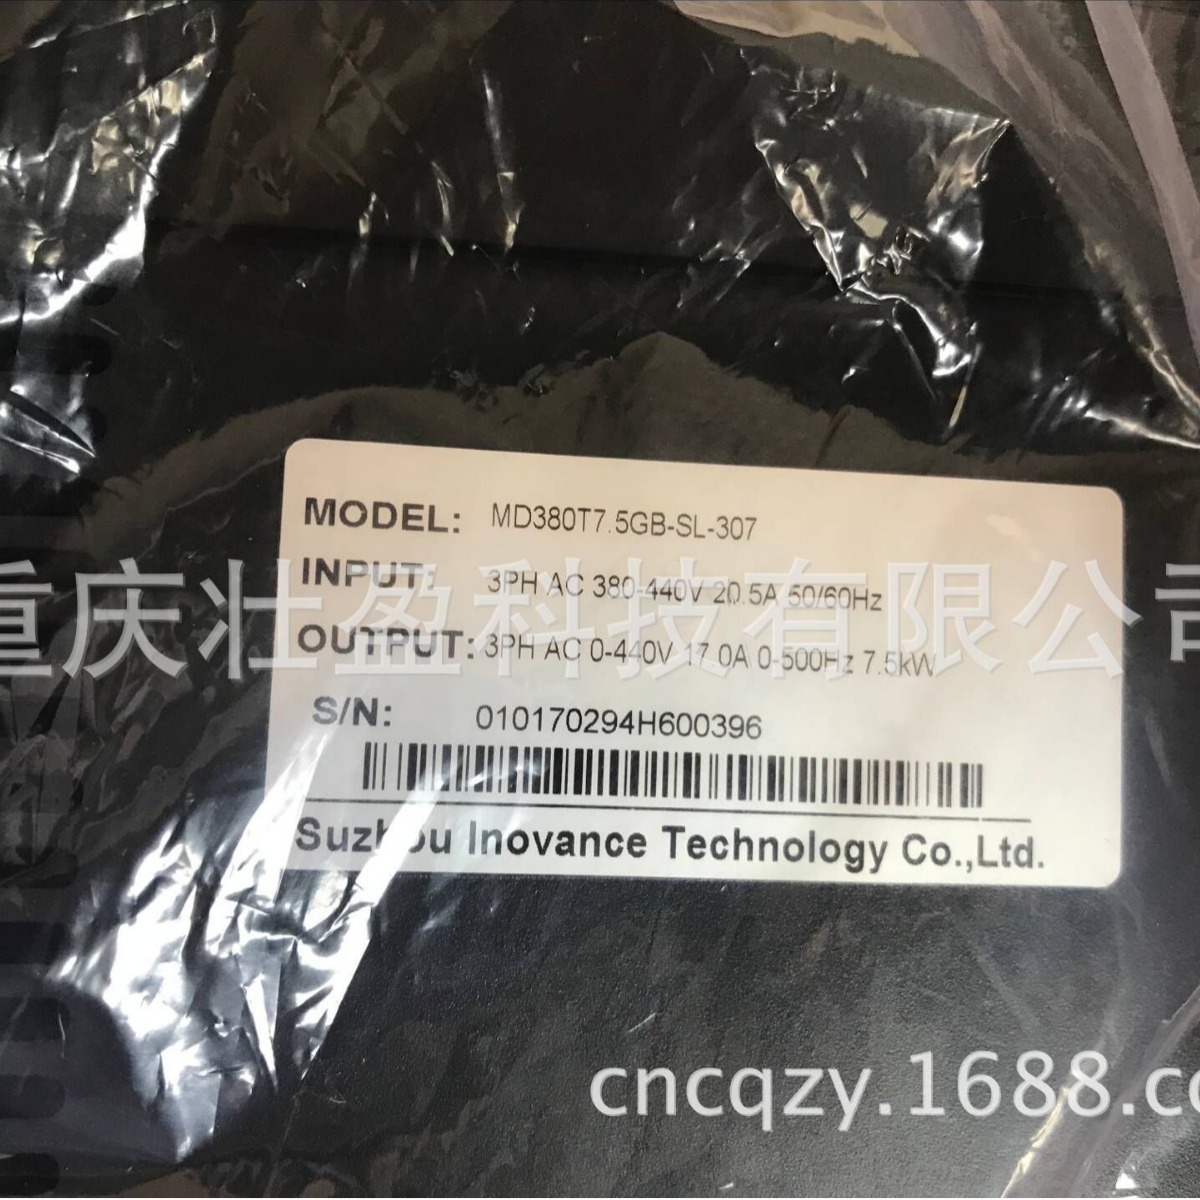 MODEL: MD380T7.5GB-SL-307
INPUT: 3PH AC 380-440V 20.5A 50/60Hz
重庆壮盈科技有限公司
OUTPUT: 3PH AC 0-440V 17.0A 0-500Hz 7.5kW
S/N: 010170294H600396
Suzhou Inovance Technology Co.,Ltd.
cncqzy.1688.co